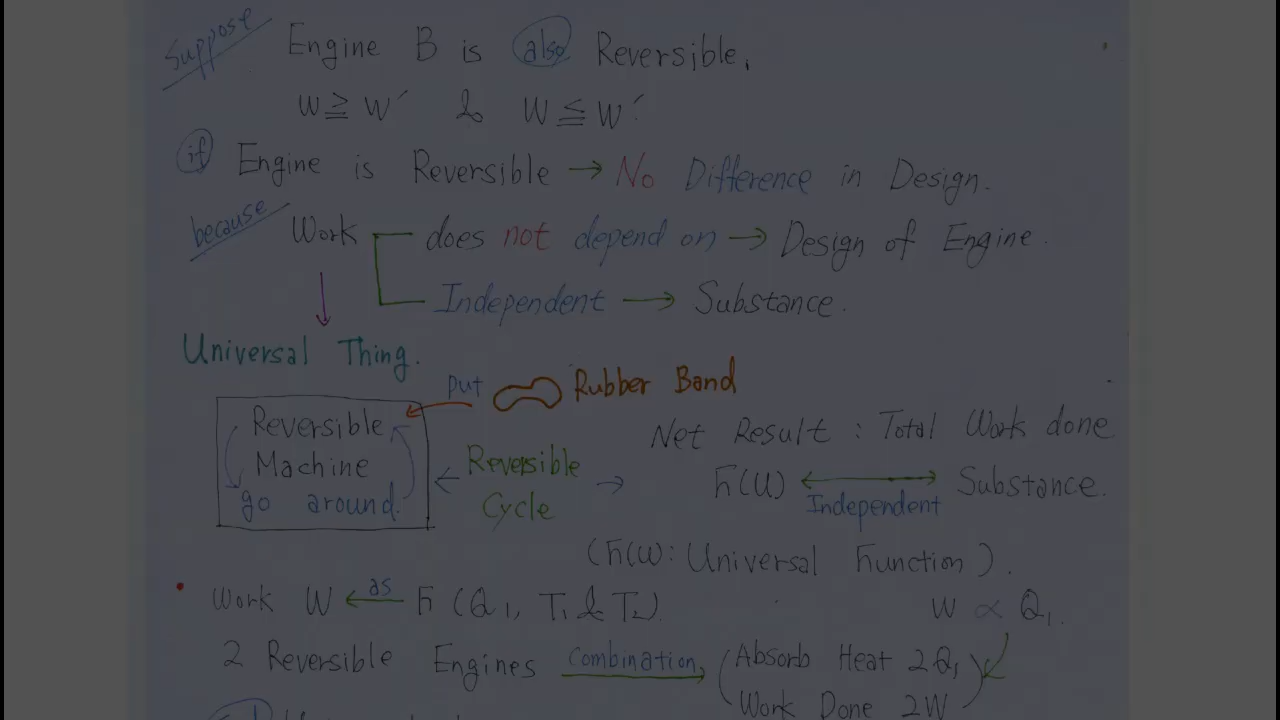 Suppose Engine B is also Reversible,
W ≧ W′ & W ≦ W′.
if Engine is Reversible → No Difference in Design.
because Work does not depend on → Design of Engine.
Independent → Substance.
Universal Thing.
put Rubber Band
Reversible
Machine
go around.
← Reversible Cycle →
Net Result : Total Work done
F(U) ↔ Substance.
Independent
(F(W: Universal Function).
• Work W ← as F (Q₁, T₁ & T₂)
W ∝ Q₁.
2 Reversible Engines Combination → (Absorb Heat 2Q₁
Work Done 2W)